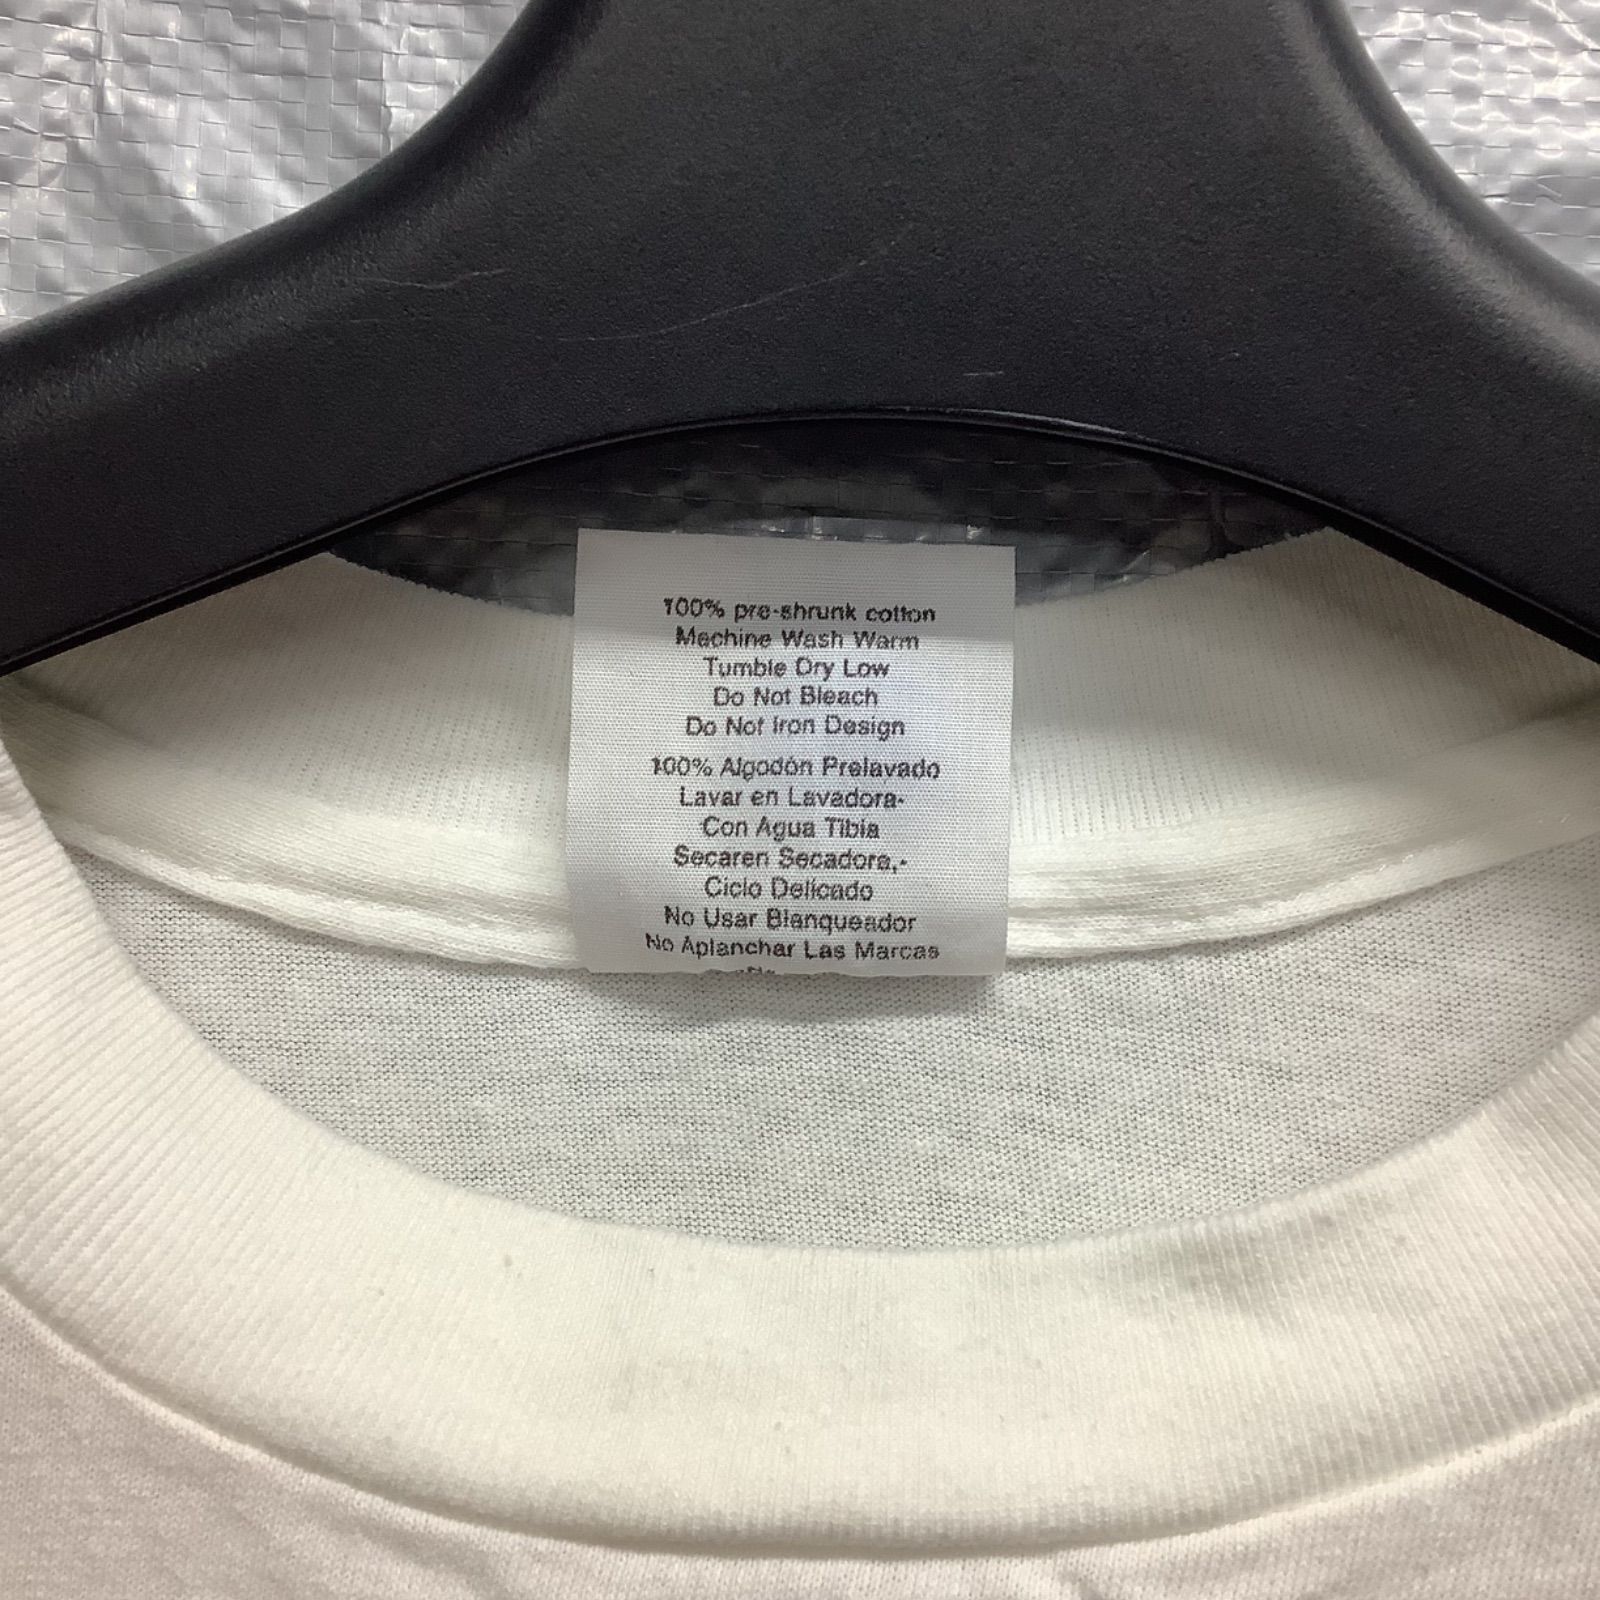 100% pre-shrunk cotton
Machine Wash Warm
Tumble Dry Low
Do Not Bleach
Do Not Iron Design
100% Algodón Prelavado
Lavar en Lavadora-
Con Agua Tibia
Secaren Secadora,-
Ciclo Delicado
No Usar Blanqueador
No Aplanchar Las Marcas